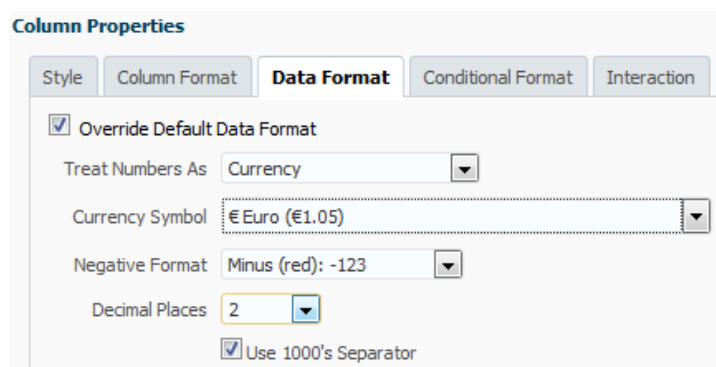 Column Properties
Style Column Format Data Format Conditional Format Interaction
Override Default Data Format
Treat Numbers As Currency
Currency Symbol € Euro (€1.05)
Negative Format Minus (red): -123
Decimal Places 2
Use 1000's Separator